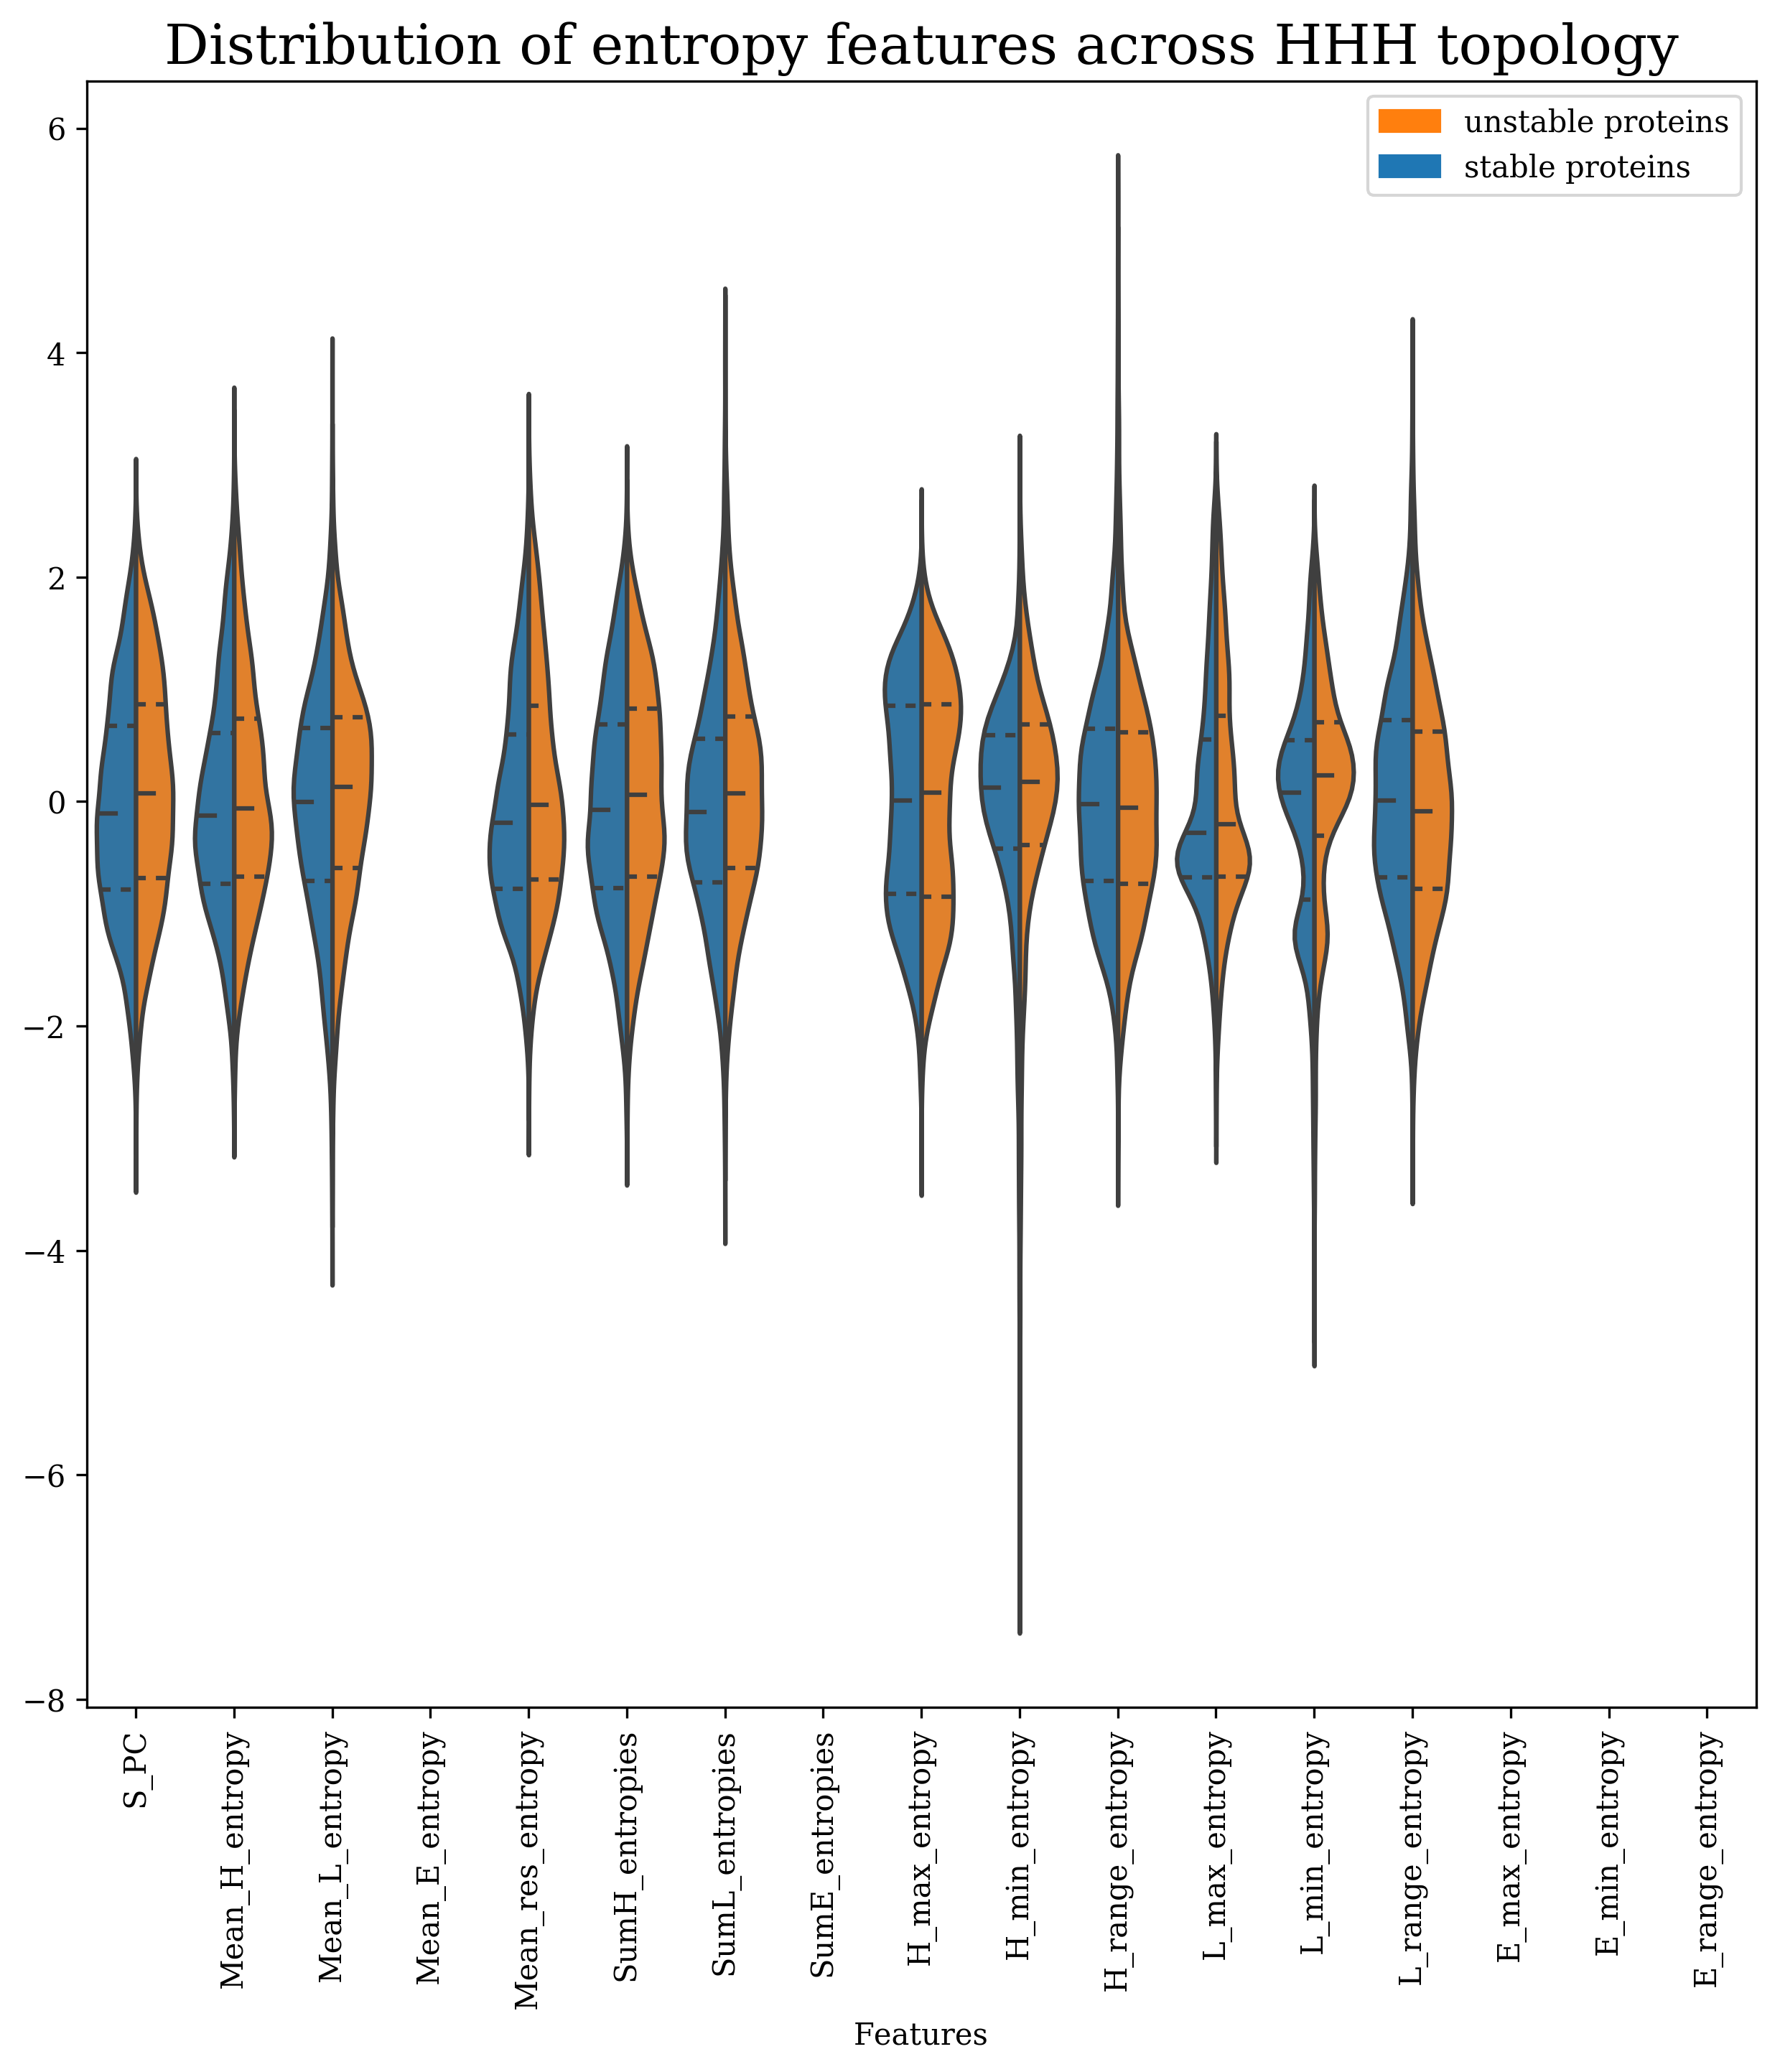 Distribution of entropy features across HHH topology
unstable proteins
stable proteins
6
4
2
0
−2
−4
−6
−8
S_PC
Mean_H_entropy
Mean_L_entropy
Mean_E_entropy
Mean_res_entropy
SumH_entropies
SumL_entropies
SumE_entropies
H_max_entropy
H_min_entropy
H_range_entropy
L_max_entropy
L_min_entropy
L_range_entropy
E_max_entropy
E_min_entropy
E_range_entropy
Features